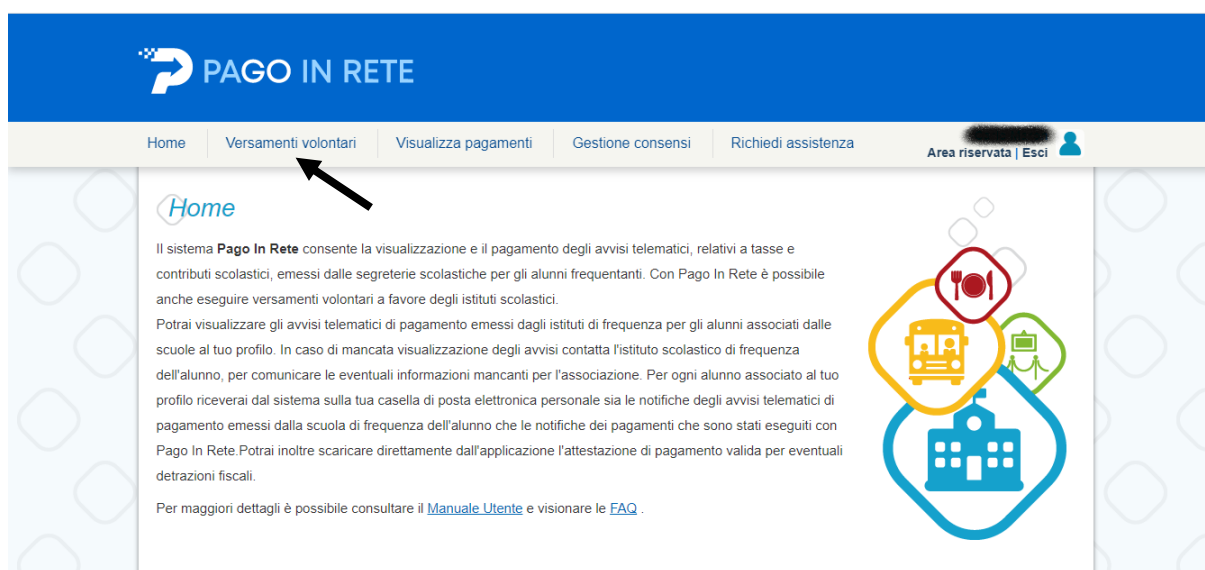 PAGO IN RETE
Home
Versamenti volontari
Visualizza pagamenti
Gestione consensi
Richiedi assistenza
Area riservata | Esci
Home
Il sistema Pago In Rete consente la visualizzazione e il pagamento degli avvisi telematici, relativi a tasse e
contributi scolastici, emessi dalle segreterie scolastiche per gli alunni frequentanti. Con Pago In Rete è possibile
anche eseguire versamenti volontari a favore degli istituti scolastici.
Potrai visualizzare gli avvisi telematici di pagamento emessi dagli istituti di frequenza per gli alunni associati dalle
scuole al tuo profilo. In caso di mancata visualizzazione degli avvisi contatta l'istituto scolastico di frequenza
dell'alunno, per comunicare le eventuali informazioni mancanti per l'associazione. Per ogni alunno associato al tuo
profilo riceverai dal sistema sulla tua casella di posta elettronica personale sia le notifiche degli avvisi telematici di
pagamento emessi dalla scuola di frequenza dell'alunno che le notifiche dei pagamenti che sono stati eseguiti con
Pago In Rete.Potrai inoltre scaricare direttamente dall'applicazione l'attestazione di pagamento valida per eventuali
detrazioni fiscali.
Per maggiori dettagli è possibile consultare il Manuale Utente e visionare le FAQ .